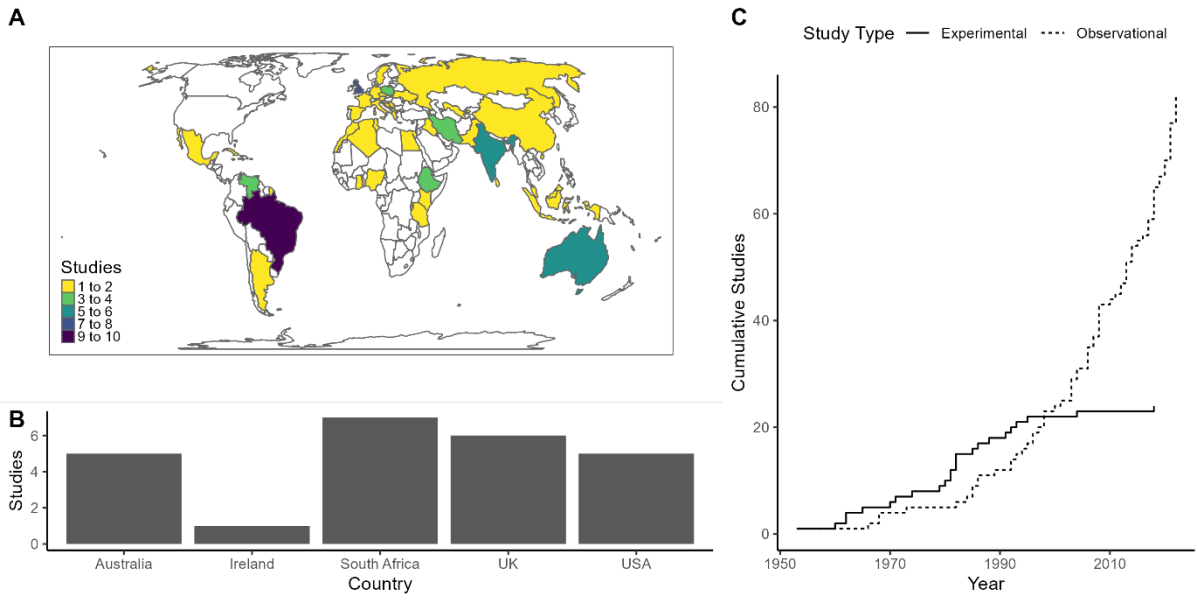 A
Studies
1 to 2
3 to 4
5 to 6
7 to 8
9 to 10
B
Studies
6
4
2
0
Australia Ireland South Africa UK USA
Country
C
Study Type Experimental Observational
Cumulative Studies
80
60
40
20
0
1950 1970 1990 2010
Year